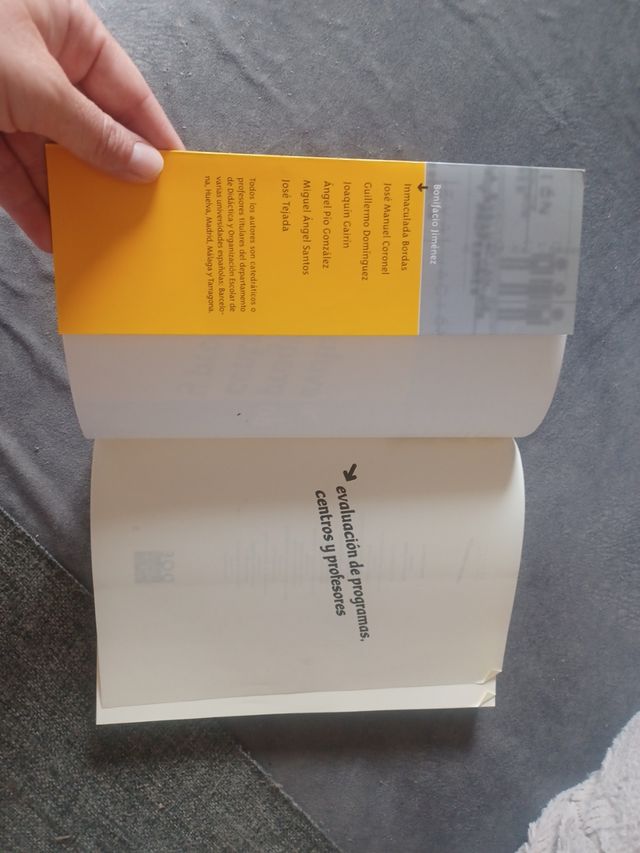 Bonifacio Jiménez
Inmaculada Bordas
José Manuel Coronel
Guillermo Domínguez
Joaquín Gairín
Ángel Pío González
Miguel Ángel Santos
José Tejada
Todos los autores son catedráticos o
profesores titulares del departamento
de Didáctica y Organización Escolar de
varias universidades españolas: Barcelo-
na, Huelva, Madrid, Málaga y Tarragona.
evaluación de programas,
centros y profesores